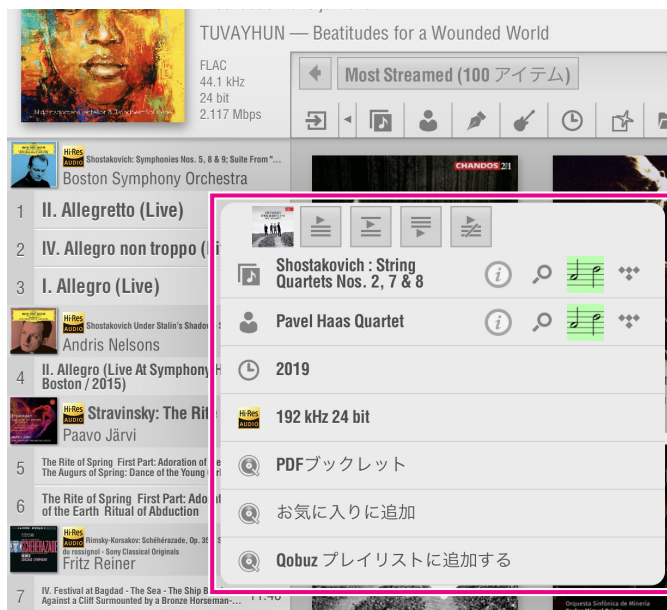 TUVAYHUN — Beatitudes for a Wounded World
FLAC
44.1 kHz
24 bit
2.117 Mbps
Most Streamed (100 アイテム)
Hi-Res AUDIO
Shostakovich: Symphonies Nos. 5, 8 & 9; Suite From "...
Boston Symphony Orchestra
1 II. Allegretto (Live)
2 IV. Allegro non troppo (Li
3 I. Allegro (Live)
Hi-Res AUDIO
Shostakovich Under Stalin's Shadow
Andris Nelsons
4 II. Allegro (Live At Symphony H
Boston / 2015)
Hi-Res AUDIO
Stravinsky: The Rite
Paavo Järvi
5 The Rite of Spring First Part: Adoration of
The Augurs of Spring: Dance of the Young
6 The Rite of Spring First Part:
of the Earth Ritual of Abduction
Hi-Res AUDIO
Rimsky-Korsakov: Schéhérazade, Op. 35
du rossignol - Sony Classical Originals
Fritz Reiner
7 IV. Festival at Bagdad - The Sea - The Ship B
Against a Cliff Surmounted by a Bronze Horseman-...
CHANDOS
Shostakovich : String
Quartets Nos. 2, 7 & 8
Pavel Haas Quartet
2019
Hi-Res AUDIO
192 kHz 24 bit
PDFブックレット
お気に入りに追加
Qobuz プレイリストに追加する
Orquesta Sinfónica de Minería